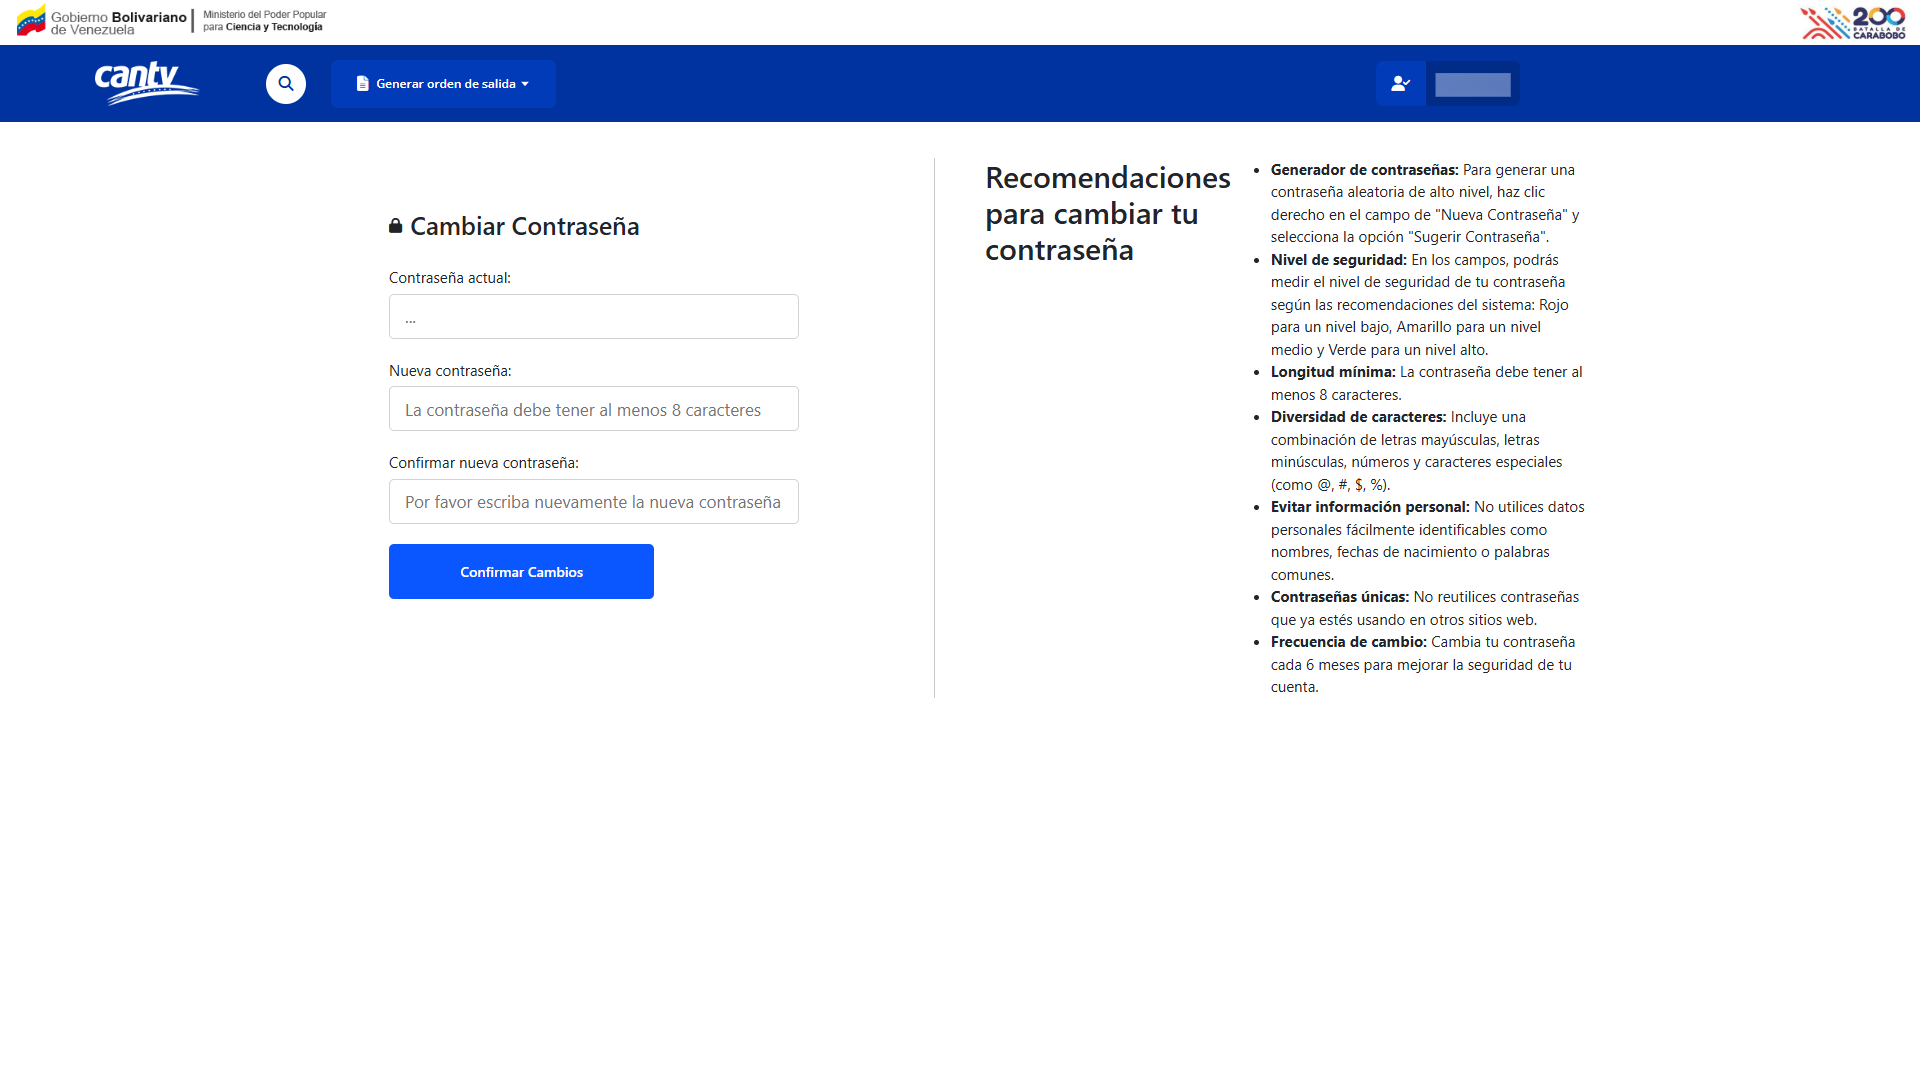 Gobierno Bolivariano
de Venezuela
Ministerio del Poder Popular
para Ciencia y Tecnología
200
BATALLA DE
CARABOBO
cantv
Generar orden de salida
Cambiar Contraseña
Contraseña actual:
...
Nueva contraseña:
La contraseña debe tener al menos 8 caracteres
Confirmar nueva contraseña:
Por favor escriba nuevamente la nueva contraseña
Confirmar Cambios
Recomendaciones
para cambiar tu
contraseña
Generador de contraseñas: Para generar una
contraseña aleatoria de alto nivel, haz clic
derecho en el campo de "Nueva Contraseña" y
selecciona la opción "Sugerir Contraseña".
Nivel de seguridad: En los campos, podrás
medir el nivel de seguridad de tu contraseña
según las recomendaciones del sistema: Rojo
para un nivel bajo, Amarillo para un nivel
medio y Verde para un nivel alto.
Longitud mínima: La contraseña debe tener al
menos 8 caracteres.
Diversidad de caracteres: Incluye una
combinación de letras mayúsculas, letras
minúsculas, números y caracteres especiales
(como @, #, $, %).
Evitar información personal: No utilices datos
personales fácilmente identificables como
nombres, fechas de nacimiento o palabras
comunes.
Contraseñas únicas: No reutilices contraseñas
que ya estés usando en otros sitios web.
Frecuencia de cambio: Cambia tu contraseña
cada 6 meses para mejorar la seguridad de tu
cuenta.